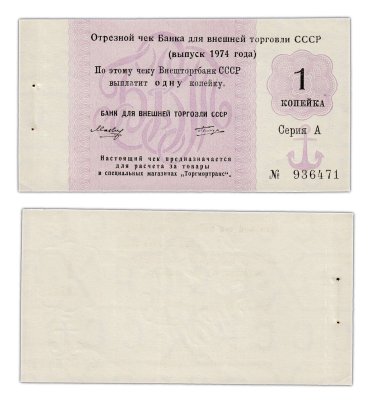 Отрезной чек Банка для внешней торговли СССР
(выпуск 1974 года)
По этому чеку Внешторгбанк СССР
выплатит одну копейку.
БАНК ДЛЯ ВНЕШНЕЙ ТОРГОВЛИ СССР
Настоящий чек предназначается
для расчета за товары
в специальных магазинах „Торгмортранс".
1
КОПЕЙКА
Серия А
№ 936471